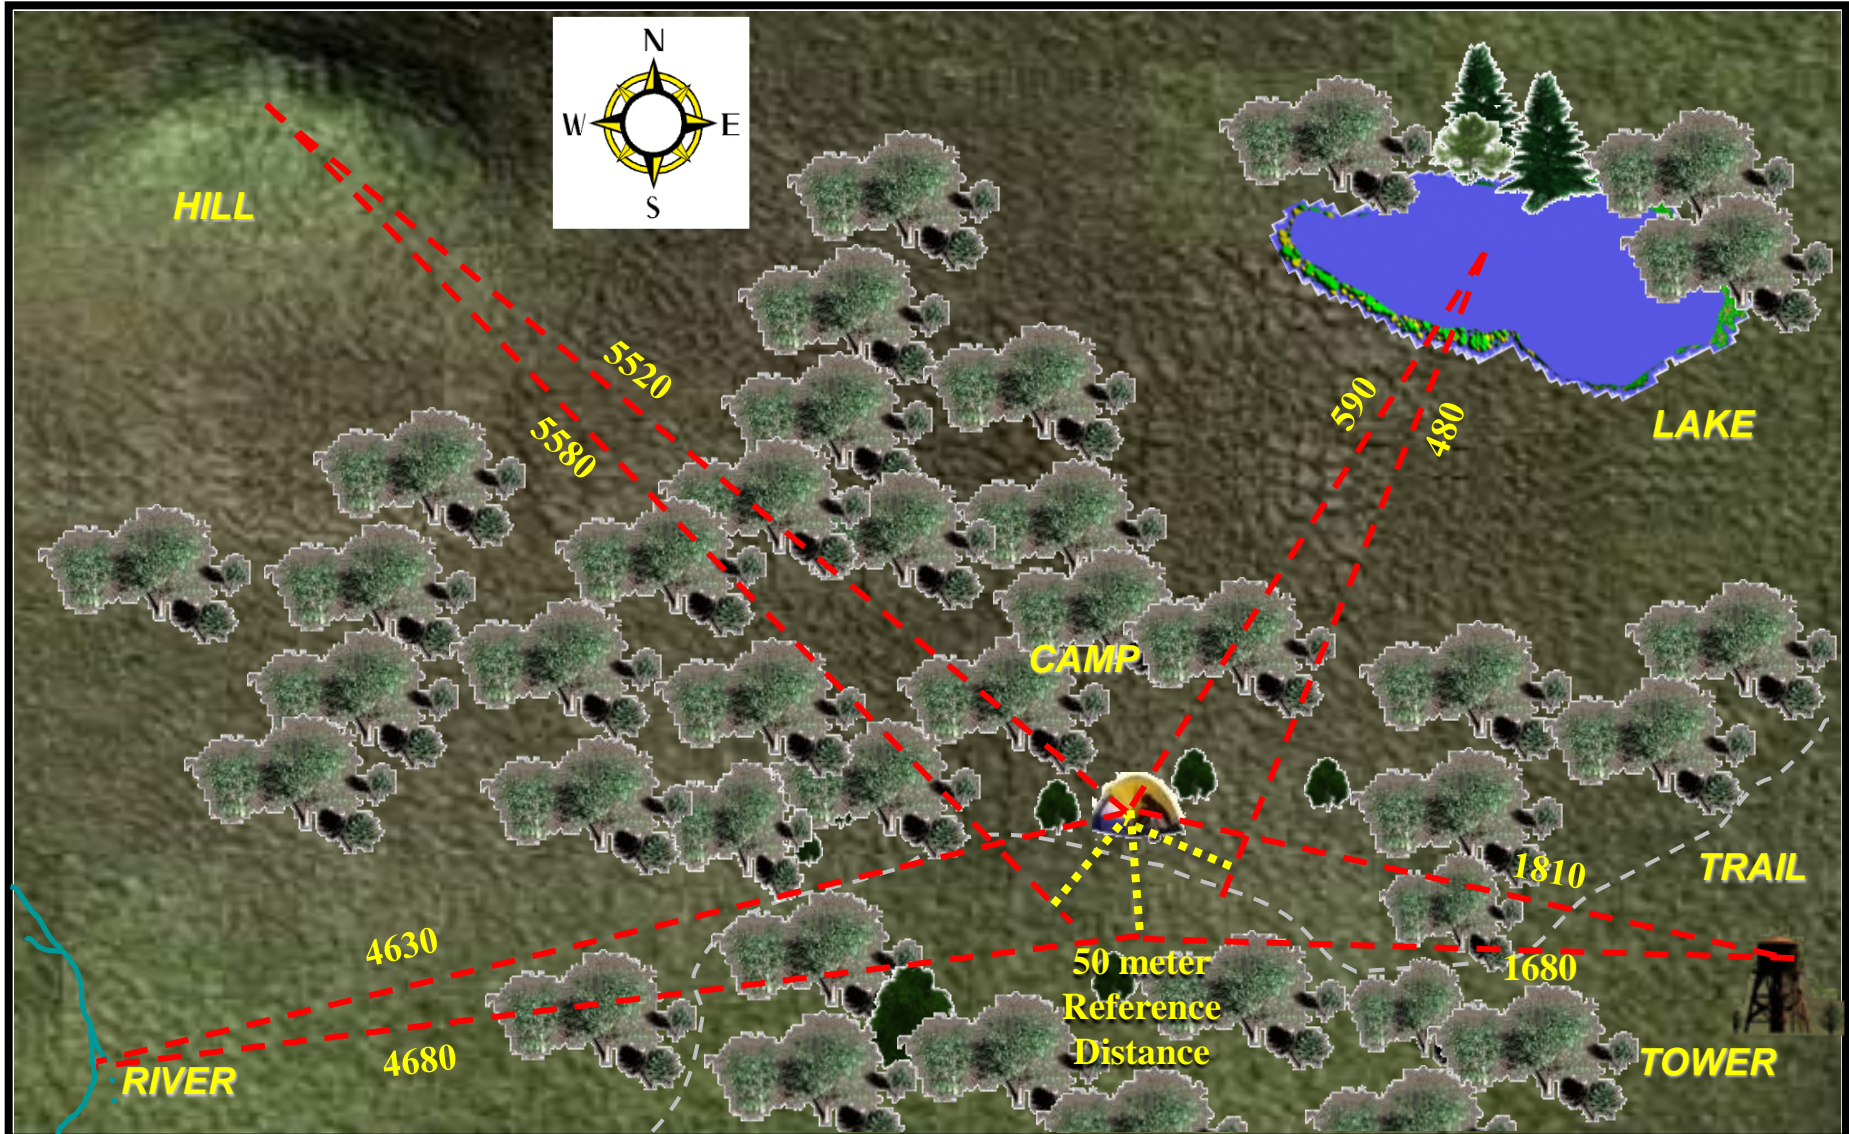 N
W E
S
HILL
5520
5580
590
480
LAKE
CAMP
1810
TRAIL
4630
1680
50 meter
Reference
Distance
4680
TOWER
RIVER